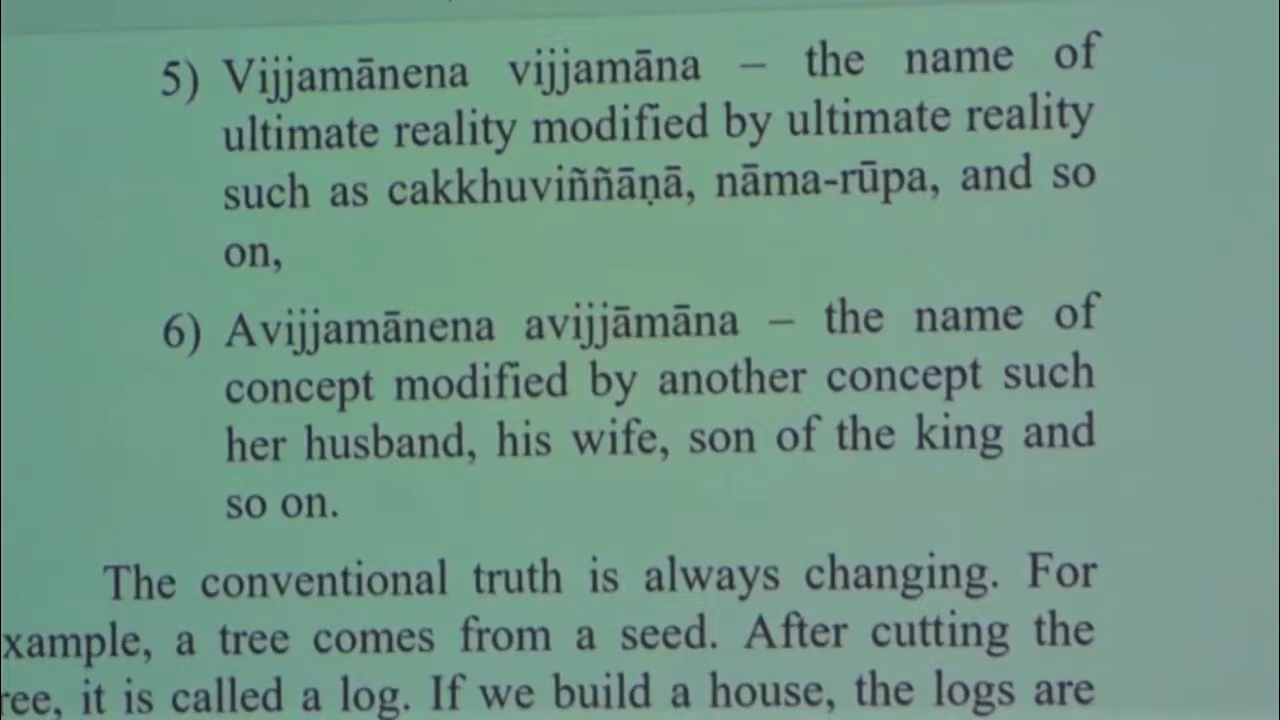 5) Vijjamānena vijjamāna – the name of
ultimate reality modified by ultimate reality
such as cakkhuviññāṇā, nāma-rūpa, and so
on,
6) Avijjamānena avijjāmāna – the name of
concept modified by another concept such
her husband, his wife, son of the king and
so on.
The conventional truth is always changing. For
xample, a tree comes from a seed. After cutting the
ree, it is called a log. If we build a house, the logs are